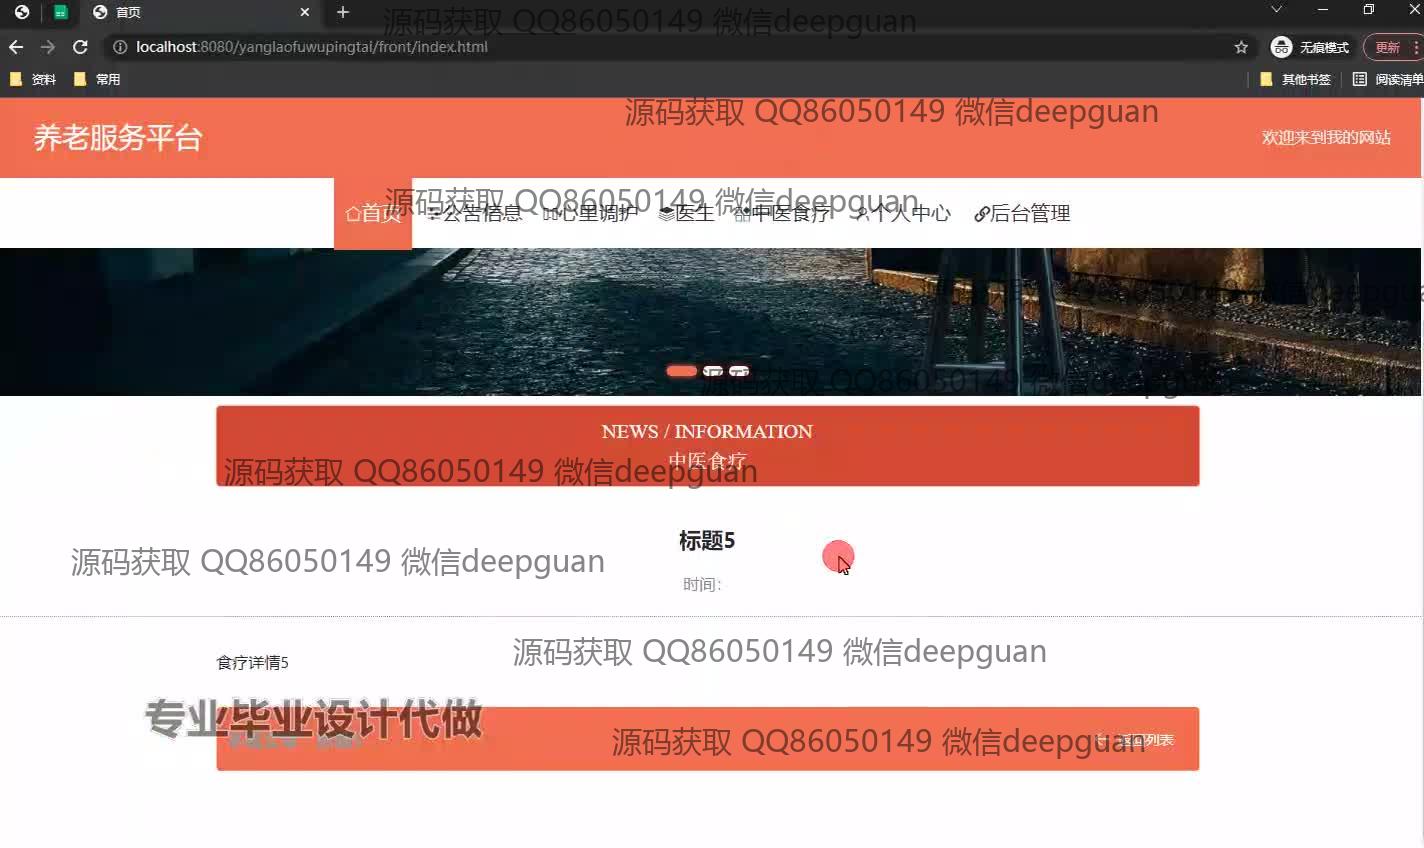 首页
源码获取 QQ86050149 微信deepguan
localhost:8080/yanglaofuwupingtai/front/index.html
无痕模式
更新
资料
常用
其他书签
阅读清单
源码获取 QQ86050149 微信deepguan
养老服务平台
欢迎来到我的网站
源码获取 QQ86050149 微信deepguan
首页
公告信息
心里调护
医生
中医食疗
个人中心
后台管理
源码获取 QQ86050149 微信deepguan
NEWS / INFORMATION
中医食疗
源码获取 QQ86050149 微信deepguan
标题5
源码获取 QQ86050149 微信deepguan
时间：
源码获取 QQ86050149 微信deepguan
食疗详情5
专业毕业设计代做
源码获取 QQ86050149 微信deepguan
返回列表